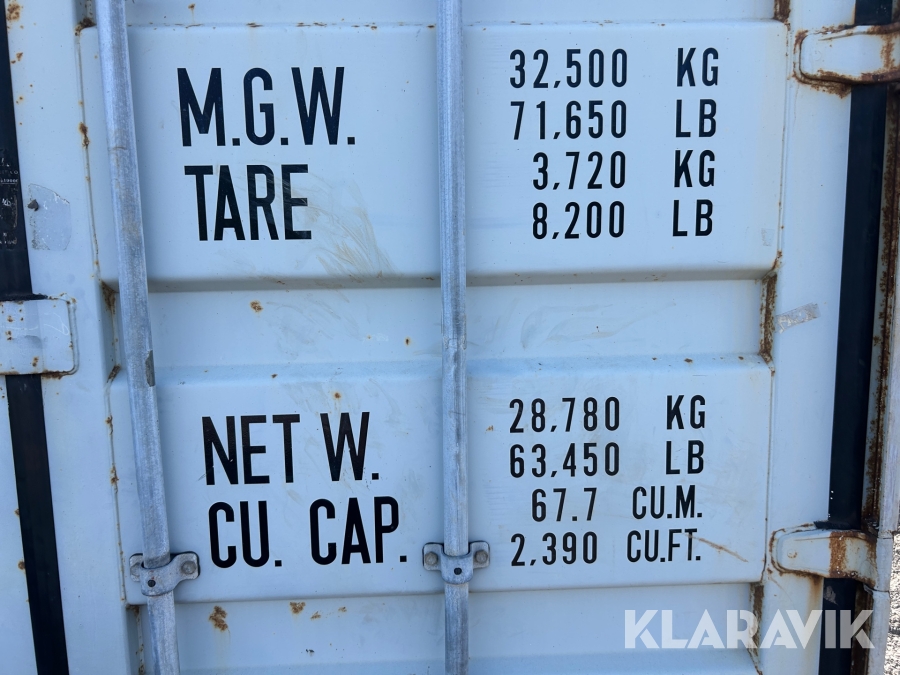 M.G.W. 32,500 KG
71,650 LB
TARE 3,720 KG
8,200 LB
NET W. 28,780 KG
63,450 LB
CU. CAP. 67.7 CU.M.
2,390 CU.FT.
KLARAVIK